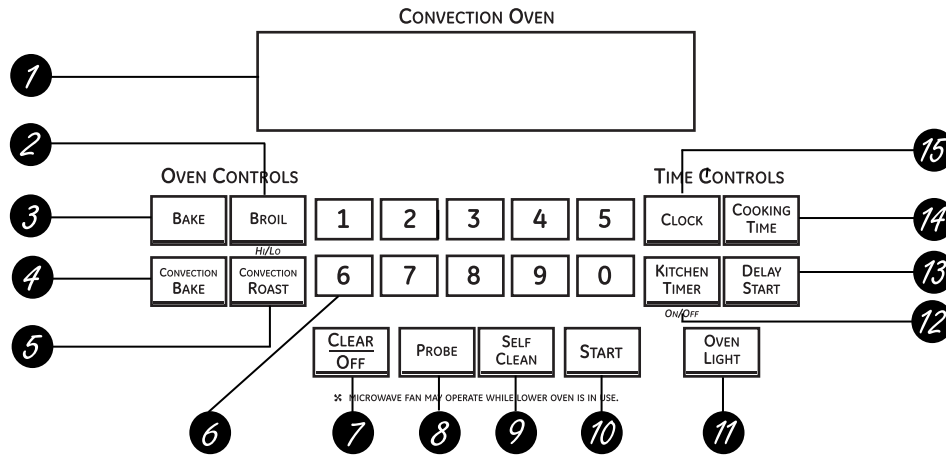 CONVECTION OVEN
1
2
15
OVEN CONTROLS
TIME CONTROLS
3
BAKE
BROIL
1
2
3
4
5
CLOCK
COOKING
TIME
14
HI/LO
4
CONVECTION
BAKE
CONVECTION
ROAST
6
7
8
9
0
KITCHEN
TIMER
DELAY
START
13
ON/OFF
12
5
CLEAR
OFF
PROBE
SELF
CLEAN
START
OVEN
LIGHT
※ MICROWAVE FAN MAY OPERATE WHILE LOWER OVEN IS IN USE.
6
7
8
9
10
11